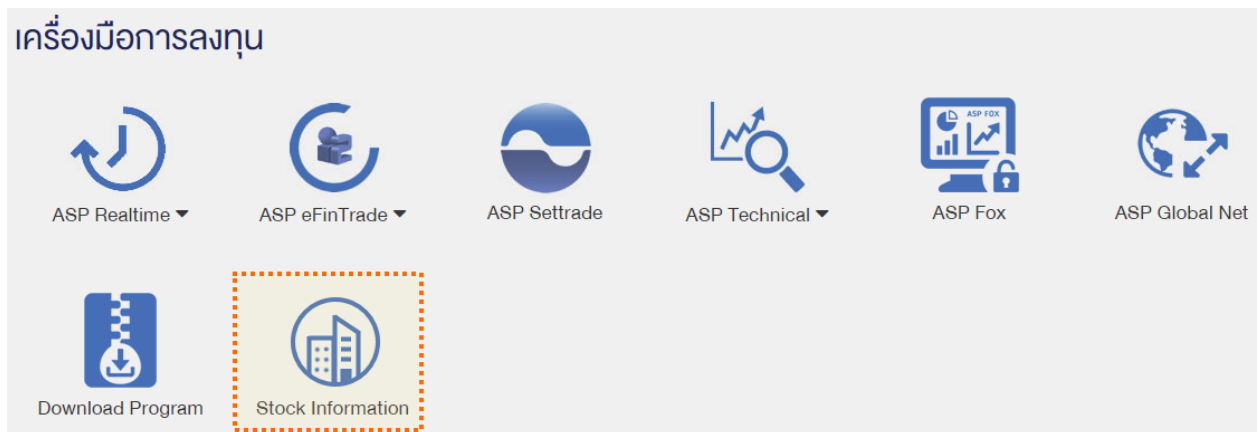 เครื่องมือการลงทุน
ASP FOX
ASP Realtime
ASP eFinTrade
ASP Settrade
ASP Technical
ASP Fox
ASP Global Net
Download Program
Stock Information